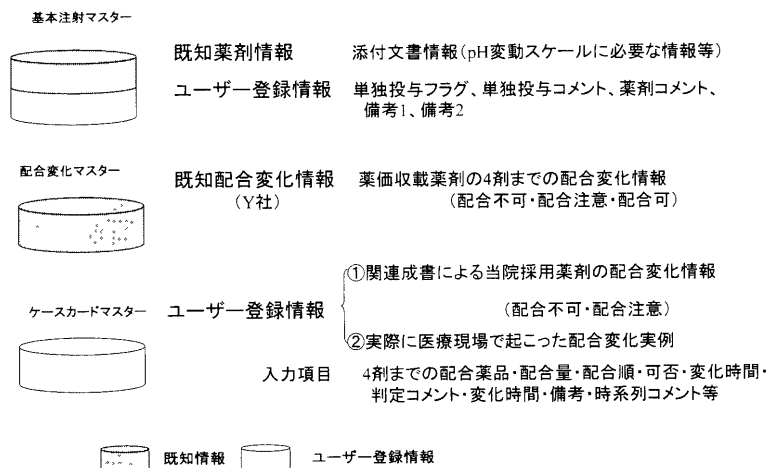 基本注射マスター
既知薬剤情報 添付文書情報(pH変動スケールに必要な情報等)
ユーザー登録情報 単独投与フラグ、単独投与コメント、薬剤コメント、
備考1、備考2
配合変化マスター
既知配合変化情報 薬価収載薬剤の4剤までの配合変化情報
(Y社) (配合不可・配合注意・配合可)
①関連成書による当院採用薬剤の配合変化情報
ケースカードマスター ユーザー登録情報 (配合不可・配合注意)
②実際に医療現場で起こった配合変化実例
入力項目 4剤までの配合薬品・配合量・配合順・可否・変化時間・
判定コメント・変化時間・備考・時系列コメント等
既知情報 ユーザー登録情報